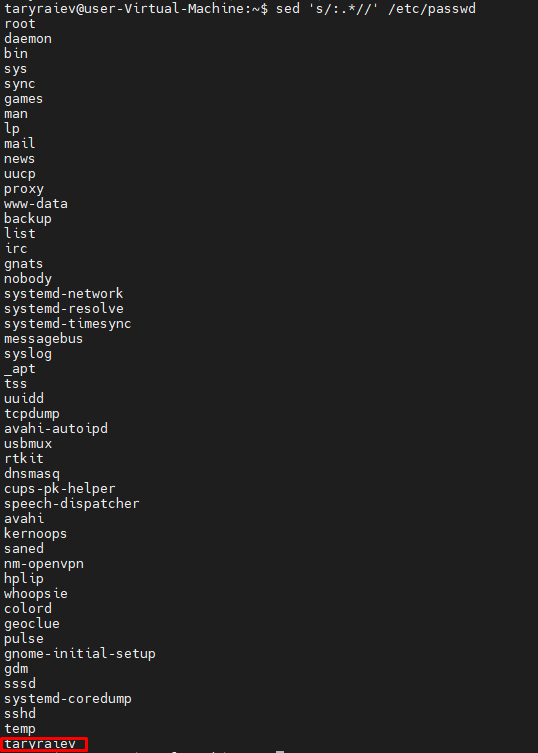 taryraiev@user-Virtual-Machine:~$ sed 's/:.*//' /etc/passwd
root
daemon
bin
sys
sync
games
man
lp
mail
news
uucp
proxy
www-data
backup
list
irc
gnats
nobody
systemd-network
systemd-resolve
systemd-timesync
messagebus
syslog
_apt
tss
uuidd
tcpdump
avahi-autoipd
usbmux
rtkit
dnsmasq
cups-pk-helper
speech-dispatcher
avahi
kernoops
saned
nm-openvpn
hplip
whoopsie
colord
geoclue
pulse
gnome-initial-setup
gdm
sssd
systemd-coredump
sshd
temp
taryraiev